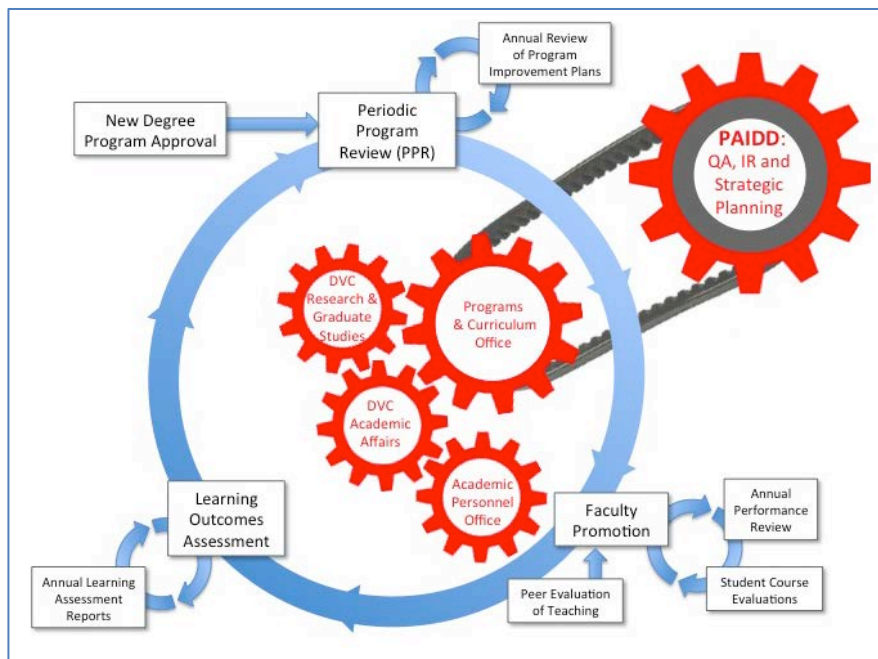 Annual Review
of Program
Improvement Plans
New Degree
Program Approval
Periodic
Program
Review (PPR)
PAIDD:
QA, IR and
Strategic
Planning
DVC
Research &
Graduate
Studies
Programs
& Curriculum
Office
DVC
Academic
Affairs
Academic
Personnel
Office
Learning
Outcomes
Assessment
Annual Learning
Assessment
Reports
Faculty
Promotion
Annual
Performance
Review
Peer Evaluation
of Teaching
Student Course
Evaluations